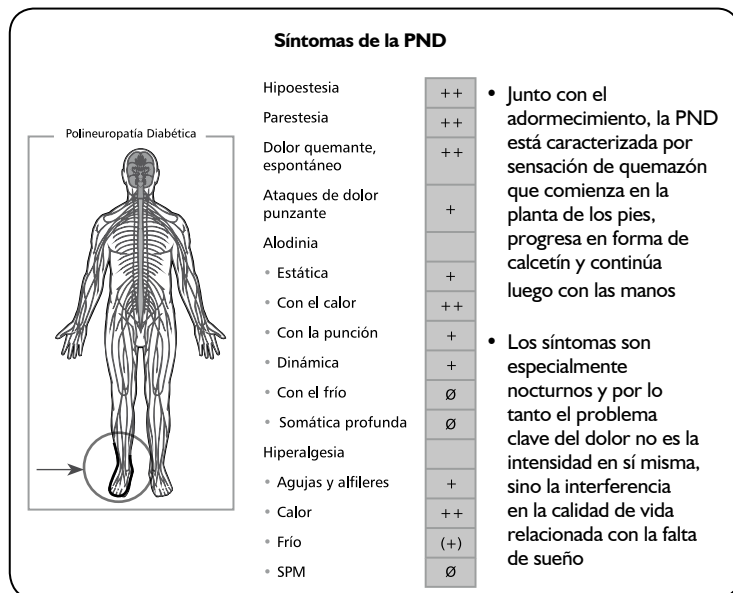 Síntomas de la PND
Polineuropatía Diabética
Hipoestesia ++
Parestesia ++
Dolor quemante,
espontáneo ++
Ataques de dolor
punzante +
Alodinia
• Estática +
• Con el calor ++
• Con la punción +
• Dinámica +
• Con el frío Ø
• Somática profunda Ø
Hiperalgesia
• Agujas y alfileres +
• Calor ++
• Frío (+)
• SPM Ø
• Junto con el
adormecimiento, la PND
está caracterizada por
sensación de quemazón
que comienza en la
planta de los pies,
progresa en forma de
calcetín y continúa
luego con las manos
• Los síntomas son
especialmente
nocturnos y por lo
tanto el problema
clave del dolor no es la
intensidad en sí misma,
sino la interferencia
en la calidad de vida
relacionada con la falta
de sueño